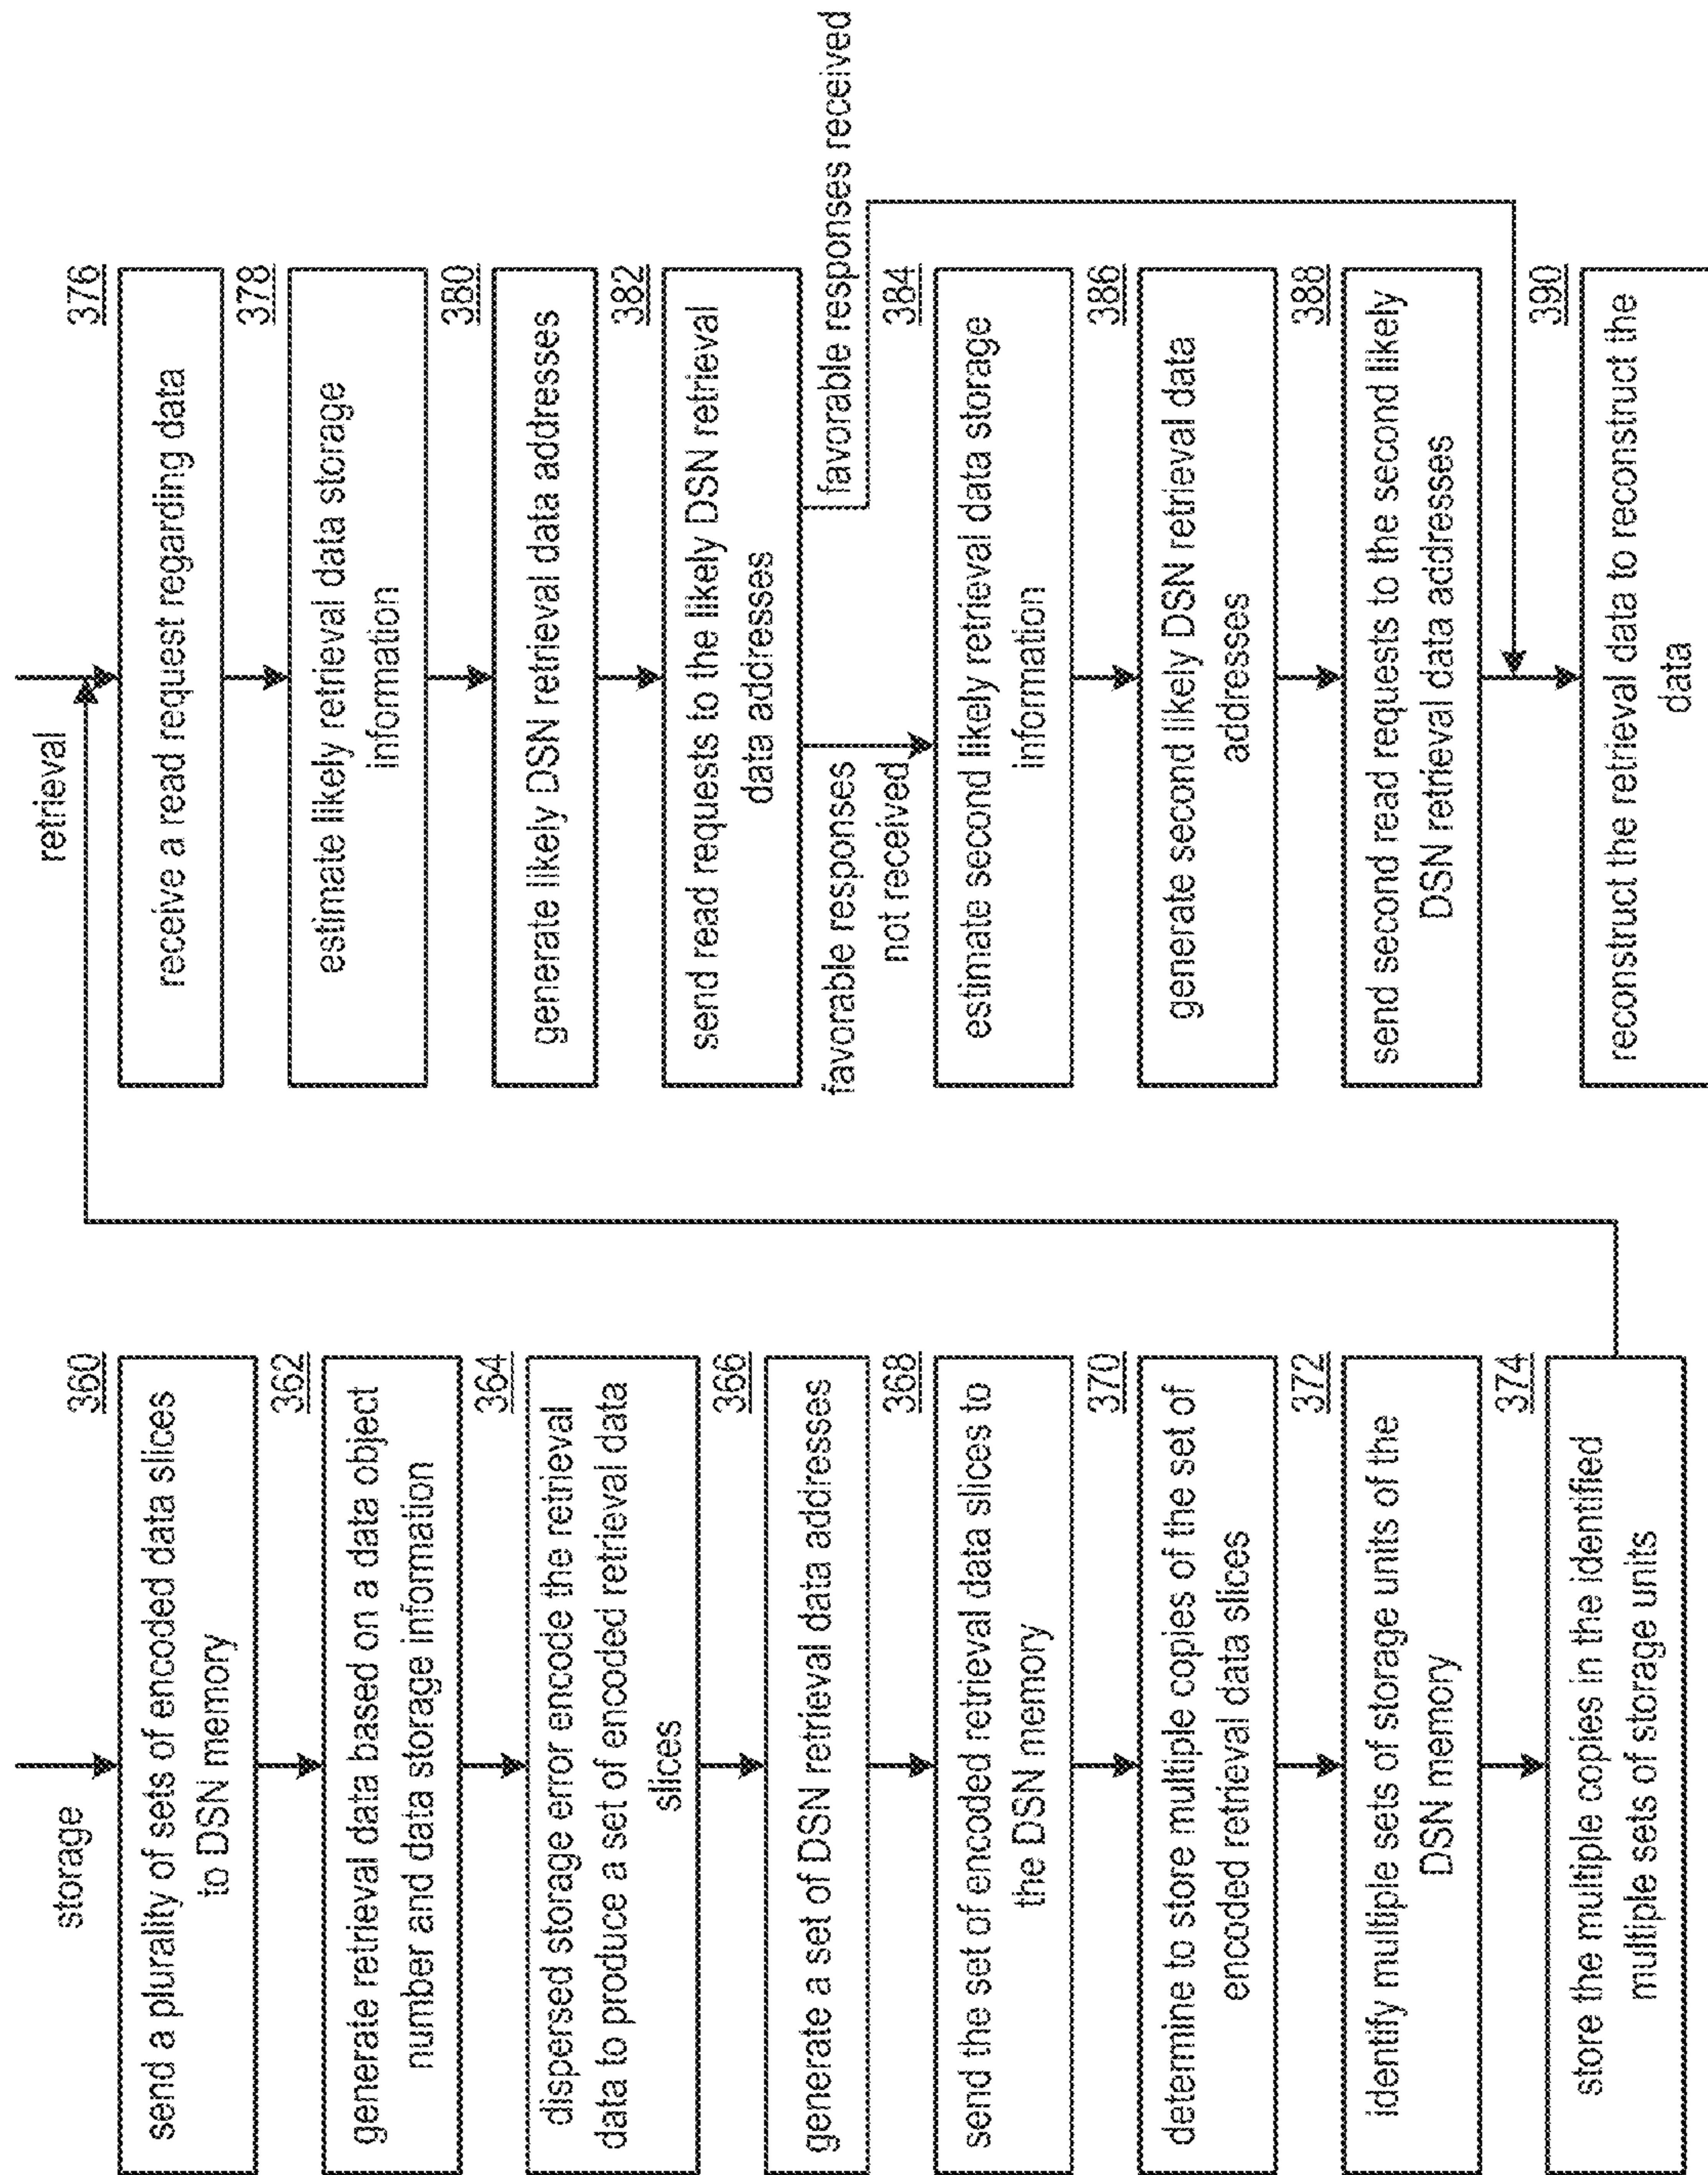 storage
360
send a plurality of sets of encoded data slices
to DSN memory
362
generate retrieval data based on a data object
number and data storage information
364
dispersed storage error encode the retrieval
data to produce a set of encoded retrieval data
slices
366
generate a set of DSN retrieval data addresses
368
send the set of encoded retrieval data slices to
the DSN memory
370
determine to store multiple copies of the set of
encoded retrieval data slices
372
identify multiple sets of storage units of the
DSN memory
374
store the multiple copies in the identified
multiple sets of storage units
retrieval
376
receive a read request regarding data
378
estimate likely retrieval data storage
information
380
generate likely DSN retrieval data addresses
382
send read requests to the likely DSN retrieval
data addresses
favorable responses
not received
favorable responses received
384
estimate second likely retrieval data storage
information
386
generate second likely DSN retrieval data
addresses
388
send second read requests to the second likely
DSN retrieval data addresses
390
reconstruct the retrieval data to reconstruct the
data